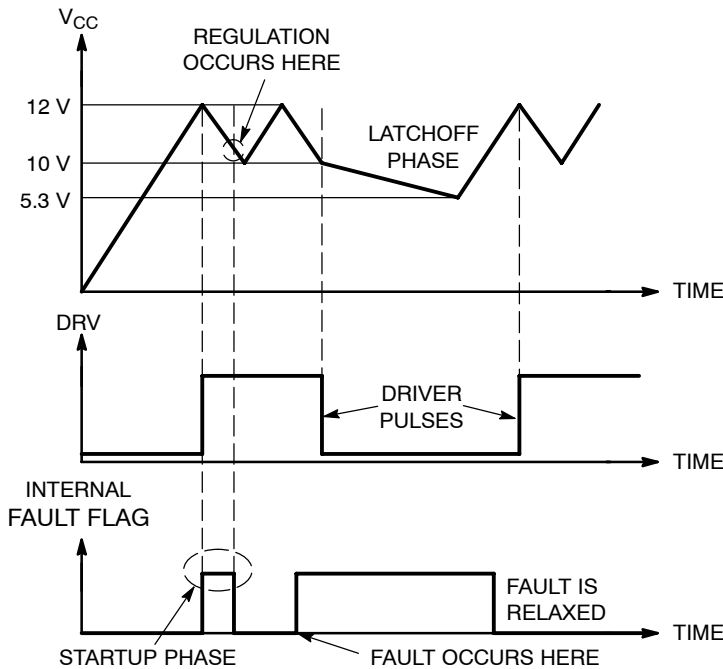 VCC
REGULATION
OCCURS HERE
12 V
10 V
5.3 V
LATCHOFF
PHASE
TIME
DRV
DRIVER
PULSES
TIME
INTERNAL
FAULT FLAG
FAULT IS
RELAXED
TIME
STARTUP PHASE
FAULT OCCURS HERE